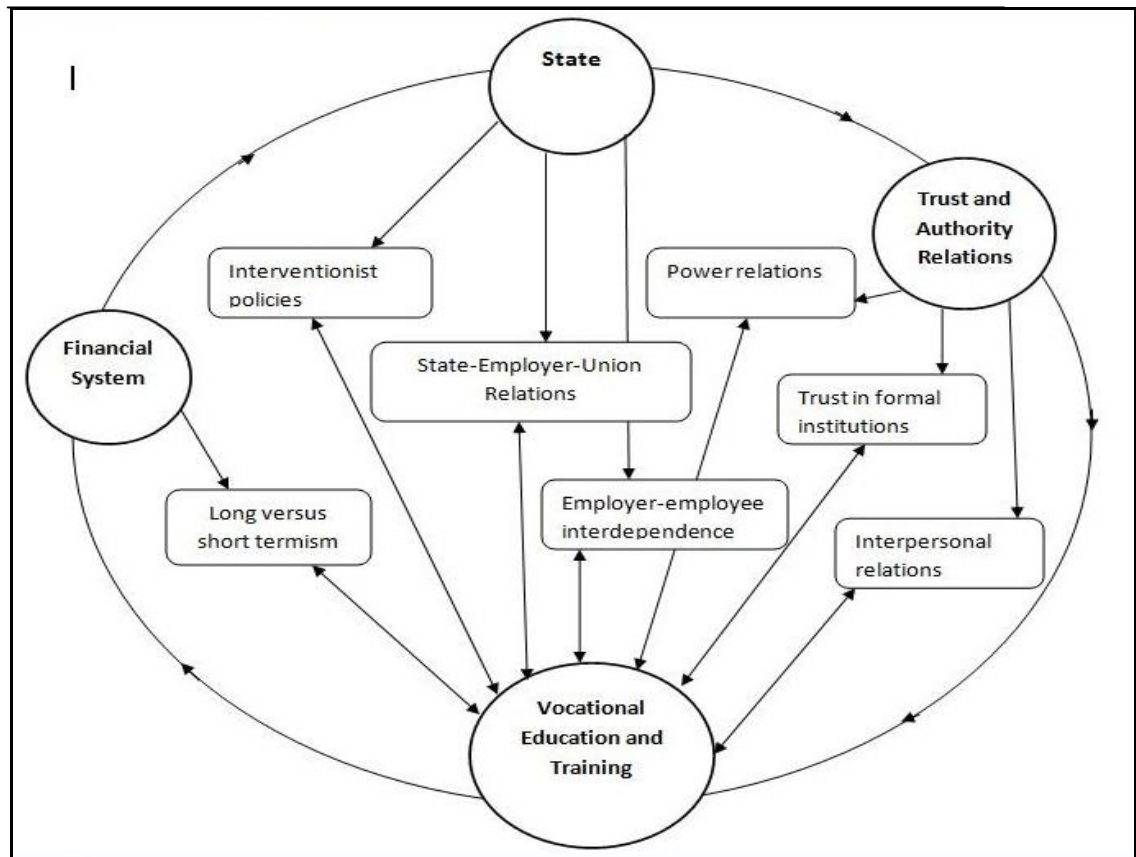 I
State
Trust and
Authority
Relations
Interventionist
policies
Power relations
Financial
System
State-Employer-Union
Relations
Trust in formal
institutions
Long versus
short termism
Employer-employee
interdependence
Interpersonal
relations
Vocational
Education and
Training